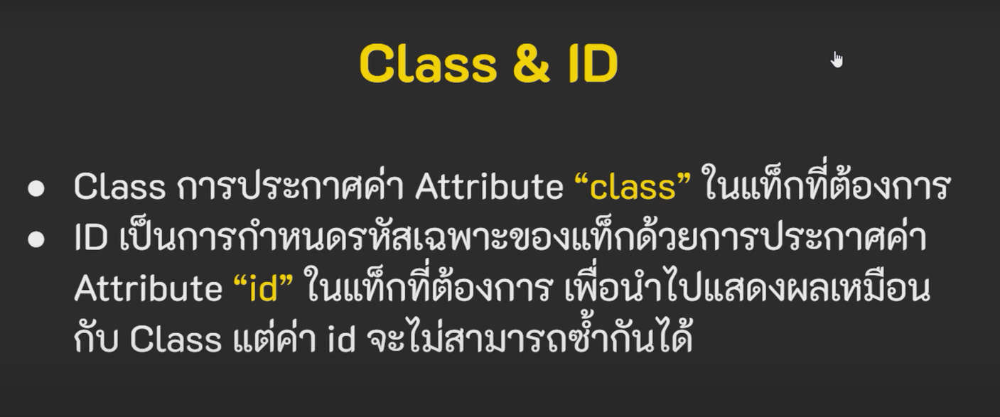 Class & ID
● Class การประกาศค่า Attribute “class” ในแท็กที่ต้องการ
● ID เป็นการกำหนดรหัสเฉพาะของแท็กด้วยการประกาศค่า
Attribute “id” ในแท็กที่ต้องการ เพื่อนำไปแสดงผลเหมือน
กับ Class แต่ค่า id จะไม่สามารถซ้ำกันได้